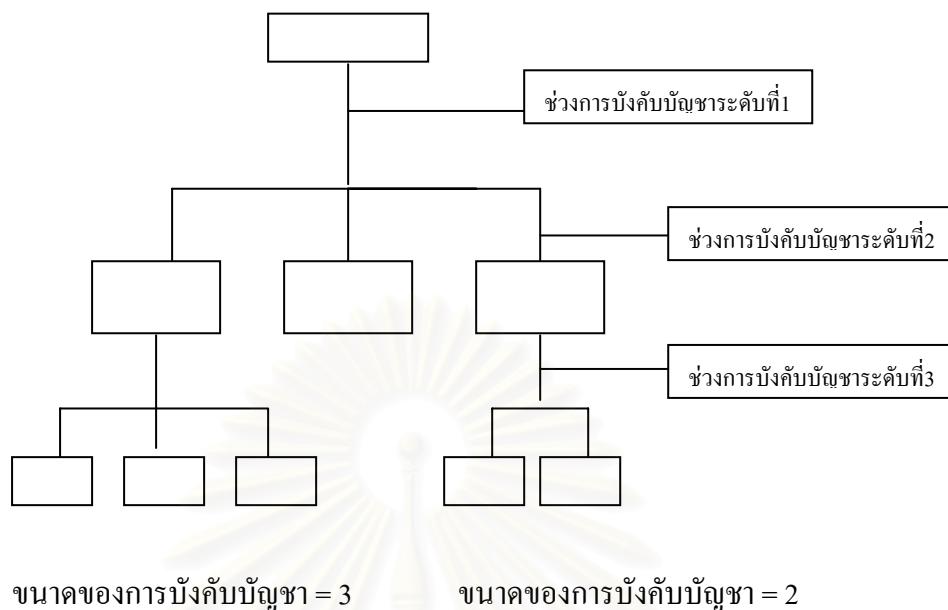 ช่วงการบังคับบัญชาระดับที่1
ช่วงการบังคับบัญชาระดับที่2
ช่วงการบังคับบัญชาระดับที่3
ขนาดของการบังคับบัญชา = 3 ขนาดของการบังคับบัญชา = 2